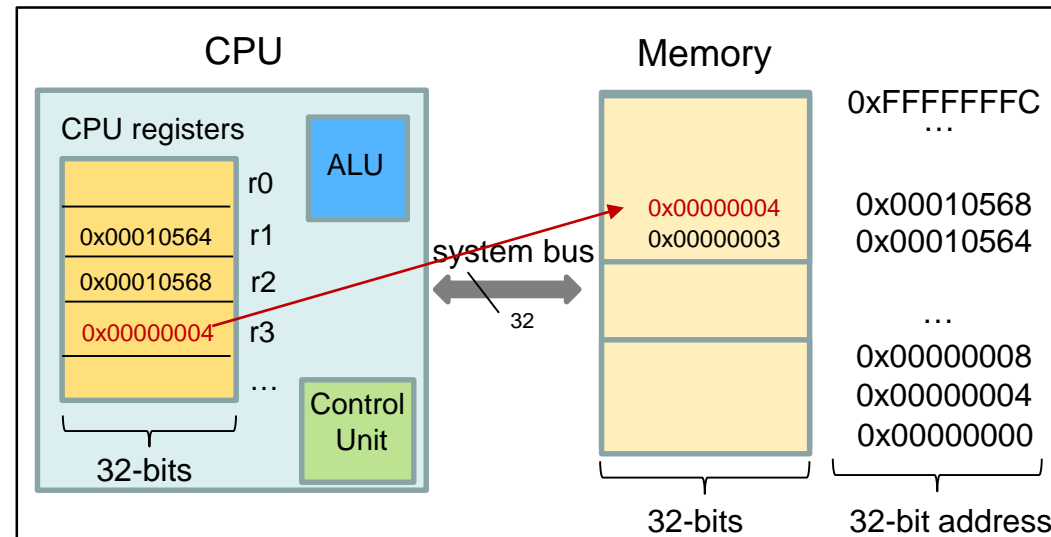 CPU
Memory
CPU registers
ALU
r0
0x00010564
r1
0x00010568
r2
0x00000004
r3
…
Control
Unit
32-bits
system bus
32
0x00000004
0x00000003
32-bits
0xFFFFFFFC
…
0x00010568
0x00010564
…
0x00000008
0x00000004
0x00000000
32-bit address